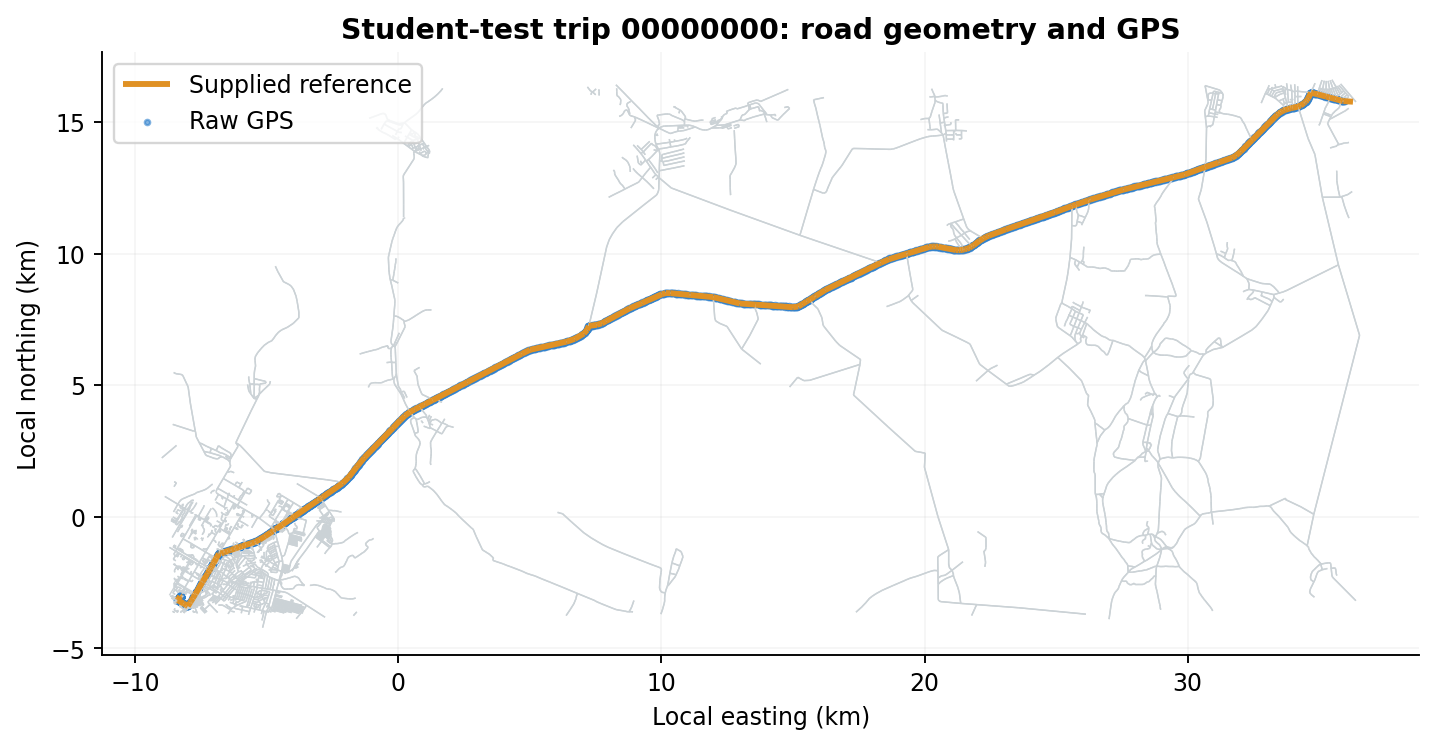 Student-test trip 00000000: road geometry and GPS
Supplied reference
Raw GPS
15
10
5
0
−5
Local northing (km)
−10
0
10
20
30
Local easting (km)